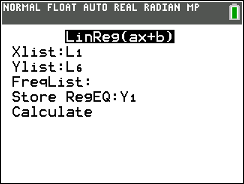 NORMAL FLOAT AUTO REAL RADIAN MP
LinReg(ax+b)
Xlist:L₁
Ylist:L₆
FreqList:
Store RegEQ:Y₁
Calculate